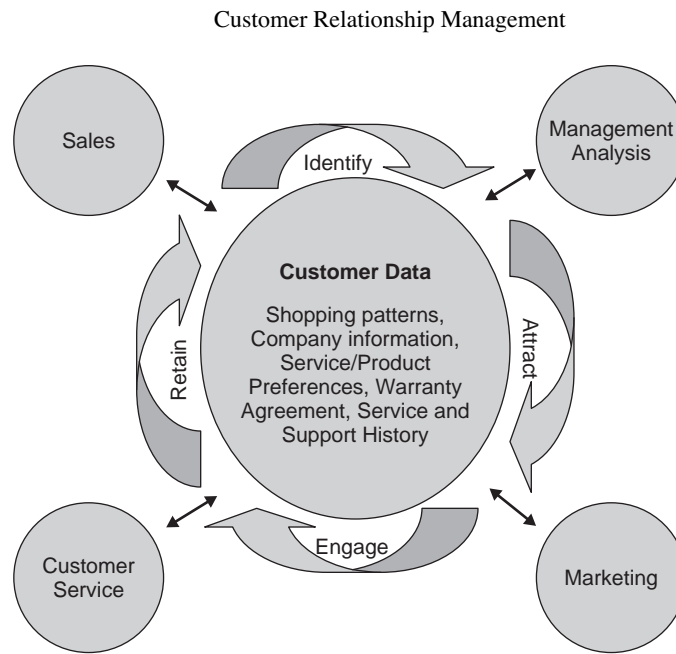 Customer Relationship Management
Sales
Management
Analysis
Identify
Customer Data
Shopping patterns,
Company information,
Service/Product
Preferences, Warranty
Agreement, Service and
Support History
Retain
Attract
Engage
Customer
Service
Marketing